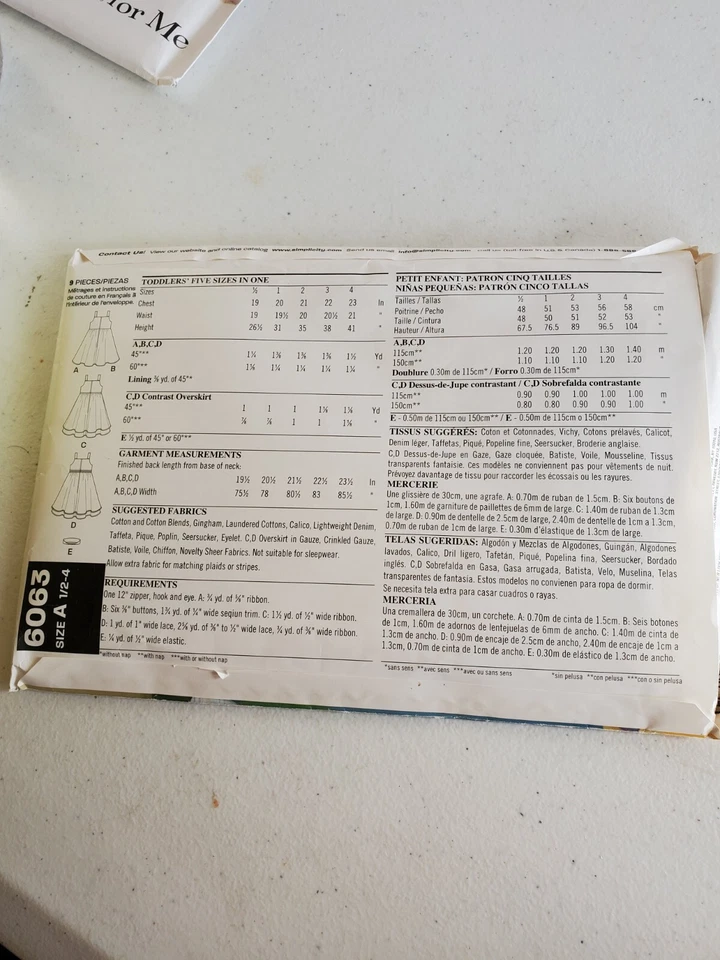 for Me
Contact Us! View our website and online catalog www.simplicity.com
9 PIECES/PIEZAS
Métrages et instructions
de couture en Français à
l'intérieur de l'enveloppe.
A B
C
D
E
6063
SIZE A 1/2-4
TODDLERS' FIVE SIZES IN ONE
Sizes ½ 1 2 3 4
Chest 19 20 21 22 23 In
Waist 19 19½ 20 20½ 21 "
Height 26½ 31 35 38 41 "
A,B,C,D
45"**
Yd
60"**
"
Lining ⅜ yd. of 45"*
C,D Contrast Overskirt
45"** 1 1 1 1⅛ 1⅛ Yd
60"** ⅞ ⅞ 1 1 1⅛ "
E ½ yd. of 45" or 60"**
GARMENT MEASUREMENTS
Finished back length from base of neck:
A,B,C,D 19½ 20½ 21½ 22½ 23½ In
A,B,C,D Width 75½ 78 80½ 83 85½ "
SUGGESTED FABRICS
Cotton and Cotton Blends, Gingham, Laundered Cottons, Calico, Lightweight Denim,
Taffeta, Pique, Poplin, Seersucker, Eyelet. C,D Overskirt in Gauze, Crinkled Gauze,
Batiste, Voile, Chiffon, Novelty Sheer Fabrics. Not suitable for sleepwear.
Allow extra fabric for matching plaids or stripes.
REQUIREMENTS
One 12" zipper, hook and eye. A: ¾ yd. of ⅝" ribbon.
B: Six ⅝" buttons, 1¾ yd. of ¼" wide sequin trim. C: 1½ yd. of ½" wide ribbon.
D: 1 yd. of 1" wide lace, 2⅝ yd. of ⅜" to ½" wide lace, ¾ yd. of ⅜" wide ribbon.
E: ¼ yd. of ½" wide elastic.
*without nap **with nap ***with or without nap
PETIT ENFANT: PATRON CINQ TAILLES
NIÑAS PEQUEÑAS: PATRÓN CINCO TALLAS
Tailles / Tallas ½ 1 2 3 4
Poitrine / Pecho 48 51 53 56 58 cm
Taille / Cintura 48 50 51 52 53 "
Hauteur / Altura 67.5 76.5 89 96.5 104 "
A,B,C,D
115cm** 1.20 1.20 1.20 1.30 1.40 m
150cm** 1.10 1.10 1.10 1.20 1.20 "
Doublure 0.30m de 115cm* / Forro 0.30m de 115cm*
C,D Dessus-de-Jupe contrastant / C,D Sobrefalda contrastante
115cm** 0.90 0.90 1.00 1.00 1.00 m
150cm** 0.80 0.80 0.90 0.90 1.00 "
E - 0.50m de 115cm ou 150cm** / E - 0.50m de 115cm o 150cm**
TISSUS SUGGÉRÉS: Coton et Cotonnades, Vichy, Cotons prélavés, Calicot,
Denim léger, Taffetas, Piqué, Popeline fine, Seersucker, Broderie anglaise.
C,D Dessus-de-Jupe en Gaze, Gaze cloquée, Batiste, Voile, Mousseline, Tissus
transparents fantaisie. Ces modèles ne conviennent pas pour vêtements de nuit.
Prévoyez davantage de tissu pour raccorder les écossais ou les rayures.
MERCERIE
Une glissière de 30cm, une agrafe. A: 0.70m de ruban de 1.5cm. B: Six boutons de
1cm, 1.60m de garniture de paillettes de 6mm de large. C: 1.40m de ruban de 1.3cm
de large. D: 0.90m de dentelle de 2.5cm de large, 2.40m de dentelle de 1cm a 1.3cm,
0.70m de ruban de 1cm de large. E: 0.30m d'élastique de 1.3cm de large.
TELAS SUGERIDAS: Algodón y Mezclas de Algodones, Guingán, Algodones
lavados, Calico, Dril ligero, Tafetán, Piqué, Popelina fina, Seersucker, Bordado
inglés. C,D Sobrefalda en Gasa, Gasa arrugada, Batista, Velo, Muselina, Telas
transparentes de fantasía. Estos modelos no convienen para ropa de dormir.
Se necesita tela extra para casar cuadros o rayas.
MERCERIA
Una cremallera de 30cm, un corchete. A: 0.70m de cinta de 1.5cm. B: Seis botones
de 1cm, 1.60m de adornos de lentejuelas de 6mm de ancho. C: 1.40m de cinta de
1.3cm de ancho. D: 0.90m de encaje de 2.5cm de ancho, 2.40m de encaje de 1cm a
1.3cm, 0.70m de cinta de 1cm de ancho. E: 0.30m de elástico de 1.3cm de ancho.
*sans sens **avec sens ***avec ou sans sens *sin pelusa **con pelusa ***con o sin pelusa